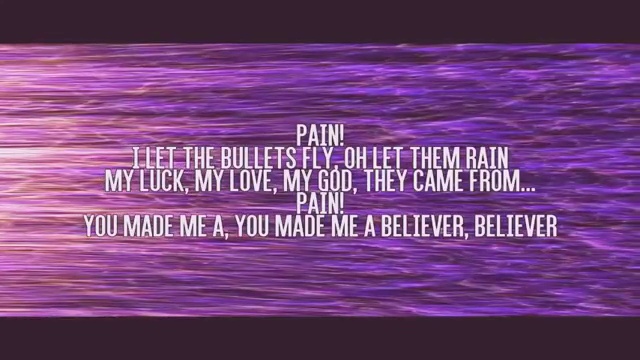 PAIN!
I LET THE BULLETS FLY, OH LET THEM RAIN
MY LUCK, MY LOVE, MY GOD, THEY CAME FROM...
PAIN!
YOU MADE ME A, YOU MADE ME A BELIEVER, BELIEVER